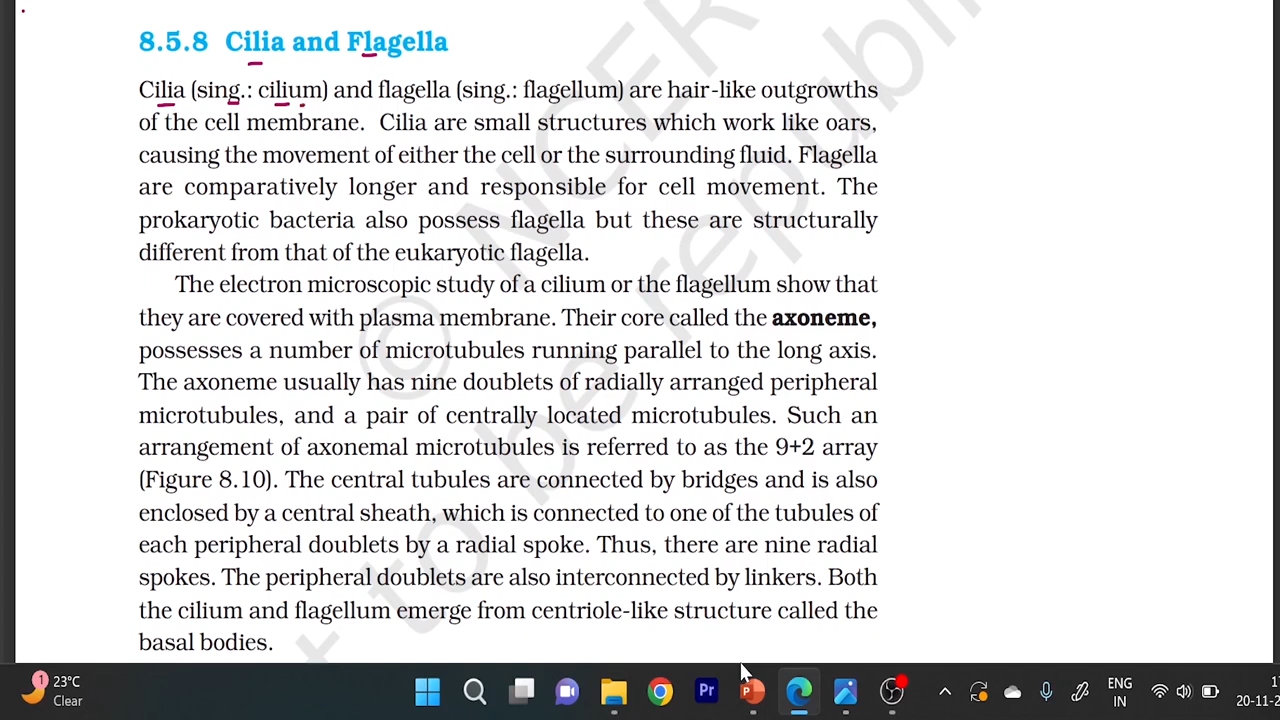 8.5.8 Cilia and Flagella
Cilia (sing.: cilium) and flagella (sing.: flagellum) are hair-like outgrowths
of the cell membrane. Cilia are small structures which work like oars,
causing the movement of either the cell or the surrounding fluid. Flagella
are comparatively longer and responsible for cell movement. The
prokaryotic bacteria also possess flagella but these are structurally
different from that of the eukaryotic flagella.
The electron microscopic study of a cilium or the flagellum show that
they are covered with plasma membrane. Their core called the axoneme,
possesses a number of microtubules running parallel to the long axis.
The axoneme usually has nine doublets of radially arranged peripheral
microtubules, and a pair of centrally located microtubules. Such an
arrangement of axonemal microtubules is referred to as the 9+2 array
(Figure 8.10). The central tubules are connected by bridges and is also
enclosed by a central sheath, which is connected to one of the tubules of
each peripheral doublets by a radial spoke. Thus, there are nine radial
spokes. The peripheral doublets are also interconnected by linkers. Both
the cilium and flagellum emerge from centriole-like structure called the
basal bodies.
© NCER
to be republi
1
23°C
Clear
Pr
P
ENG
IN
20-11-2